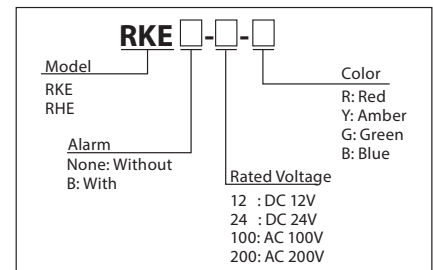 RKE - -
Model
RKE
RHE
Alarm
None: Without
B: With
Rated Voltage
12 : DC 12V
24 : DC 24V
100: AC 100V
200: AC 200V
Color
R: Red
Y: Amber
G: Green
B: Blue